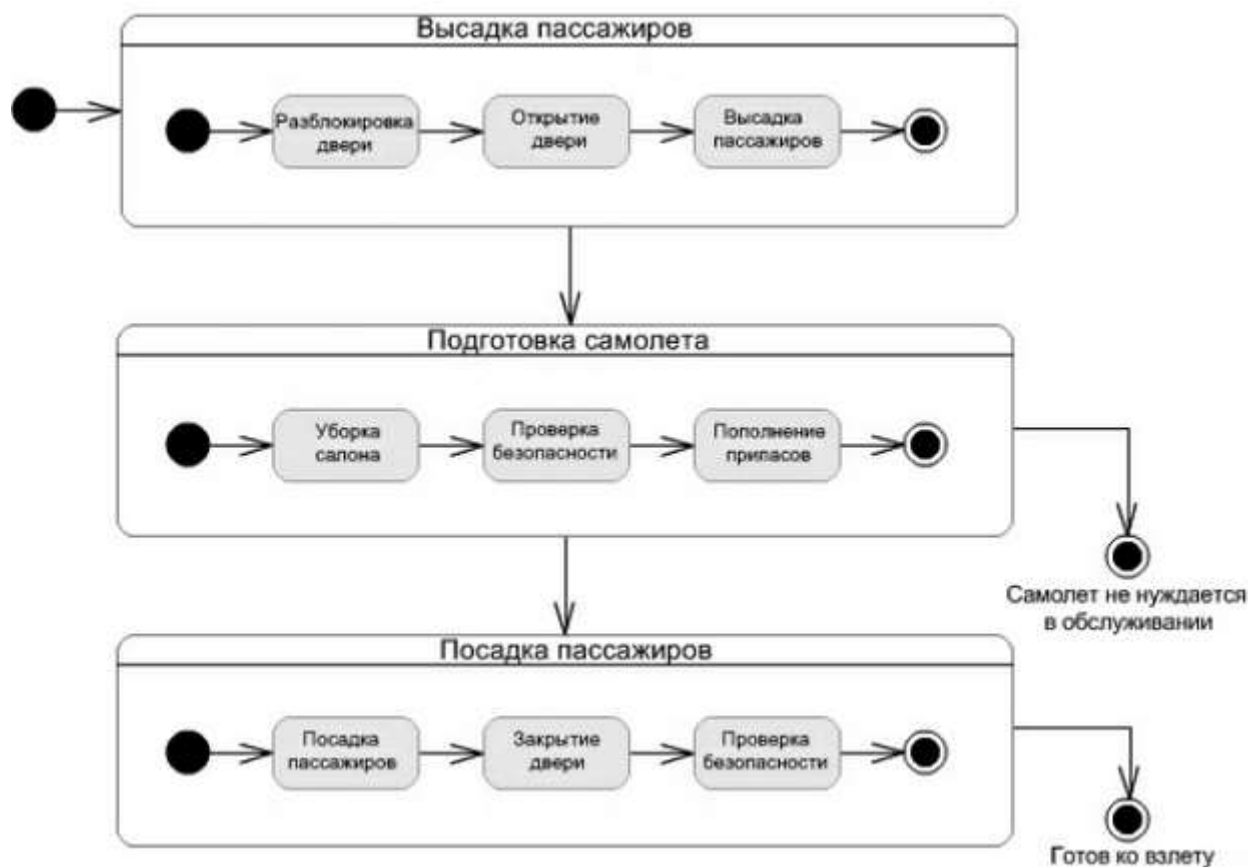 Высадка пассажиров
Разблокировка
двери
Открытие
двери
Высадка
пассажиров
Подготовка самолета
Уборка
салона
Проверка
безопасности
Пополнение
припасов
Самолет не нуждается
в обслуживании
Посадка пассажиров
Посадка
пассажиров
Закрытие
двери
Проверка
безопасности
Готов ко взлету